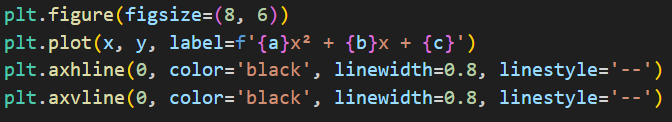 plt.figure(figsize=(8, 6))
plt.plot(x, y, label=f'{a}x² + {b}x + {c}')
plt.axhline(0, color='black', linewidth=0.8, linestyle='--')
plt.axvline(0, color='black', linewidth=0.8, linestyle='--')